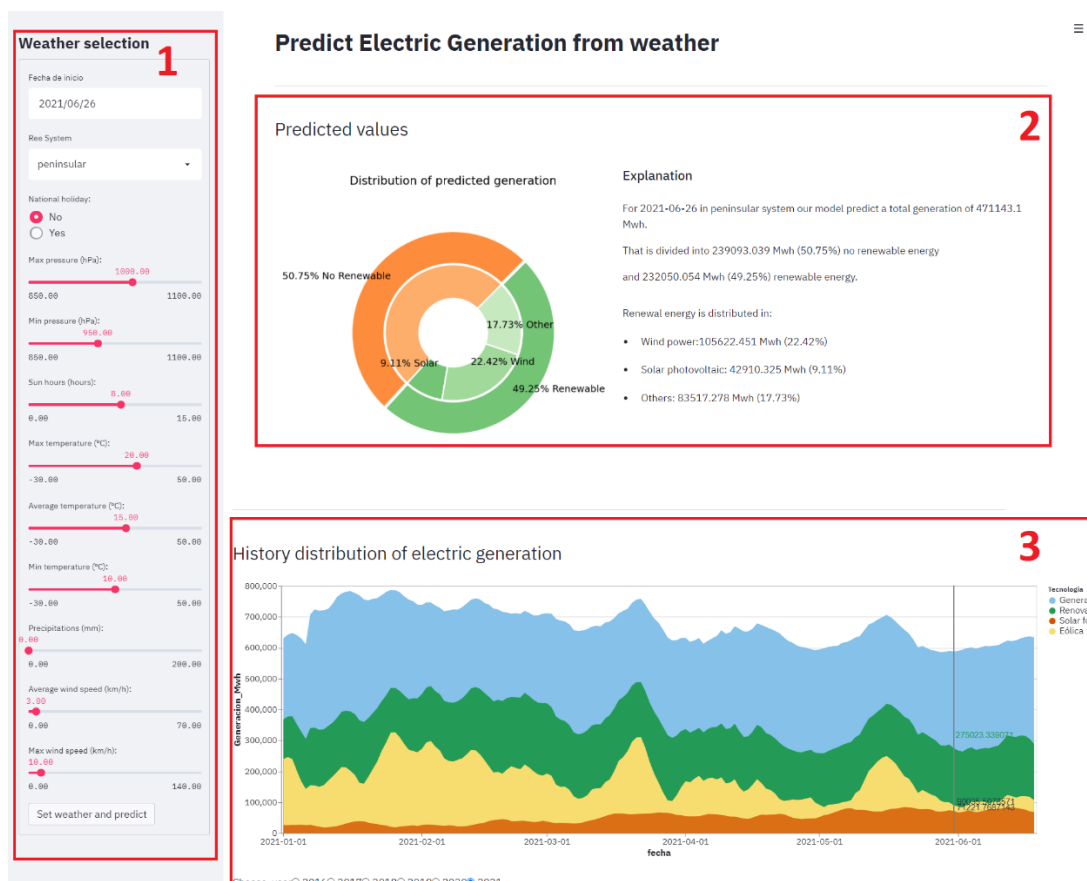 Weather selection
1
Fecha de inicio
2021/06/26
Ree System
peninsular
National holiday:
No
Yes
Max pressure (hPa):
1000.00
850.00 1100.00
Min pressure (hPa):
950.00
850.00 1100.00
Sun hours (hours):
8.00
0.00 15.00
Max temperature (ºC):
20.00
-30.00 50.00
Average temperature (ºC):
15.00
-30.00 50.00
Min temperature (ºC):
10.00
-30.00 50.00
Precipitations (mm):
0.00
0.00 200.00
Average wind speed (km/h):
3.00
0.00 70.00
Max wind speed (km/h):
10.00
0.00 140.00
Set weather and predict
Predict Electric Generation from weather
2
Predicted values
Distribution of predicted generation
50.75% No Renewable
17.73% Other
9.11% Solar
22.42% Wind
49.25% Renewable
Explanation
For 2021-06-26 in peninsular system our model predict a total generation of 471143.1
Mwh.
That is divided into 239093.039 Mwh (50.75%) no renewable energy
and 232050.054 Mwh (49.25%) renewable energy.
Renewal energy is distributed in:
Wind power:105622.451 Mwh (22.42%)
Solar photovoltaic: 42910.325 Mwh (9.11%)
Others: 83517.278 Mwh (17.73%)
3
History distribution of electric generation
800,000
700,000
600,000
500,000
400,000
300,000
200,000
100,000
0
Generacion_Mwh
275023.339071
2021-01-01 2021-02-01 2021-03-01 2021-04-01 2021-05-01 2021-06-01
fecha
Tecnologia
Genera
Renova
Solar fo
Eólica
2016 2017 2018 2019 2020 2021